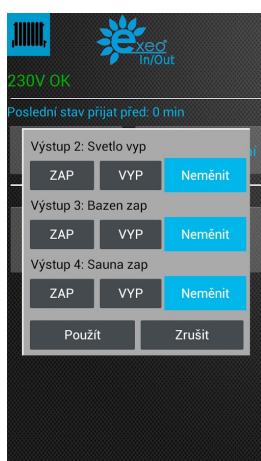 exeo
In/Out
230V OK
Poslední stav přijat před: 0 min
Výstup 2: Svetlo vyp
ZAP VYP Neměnit
Výstup 3: Bazen zap
ZAP VYP Neměnit
Výstup 4: Sauna zap
ZAP VYP Neměnit
Použít Zrušit